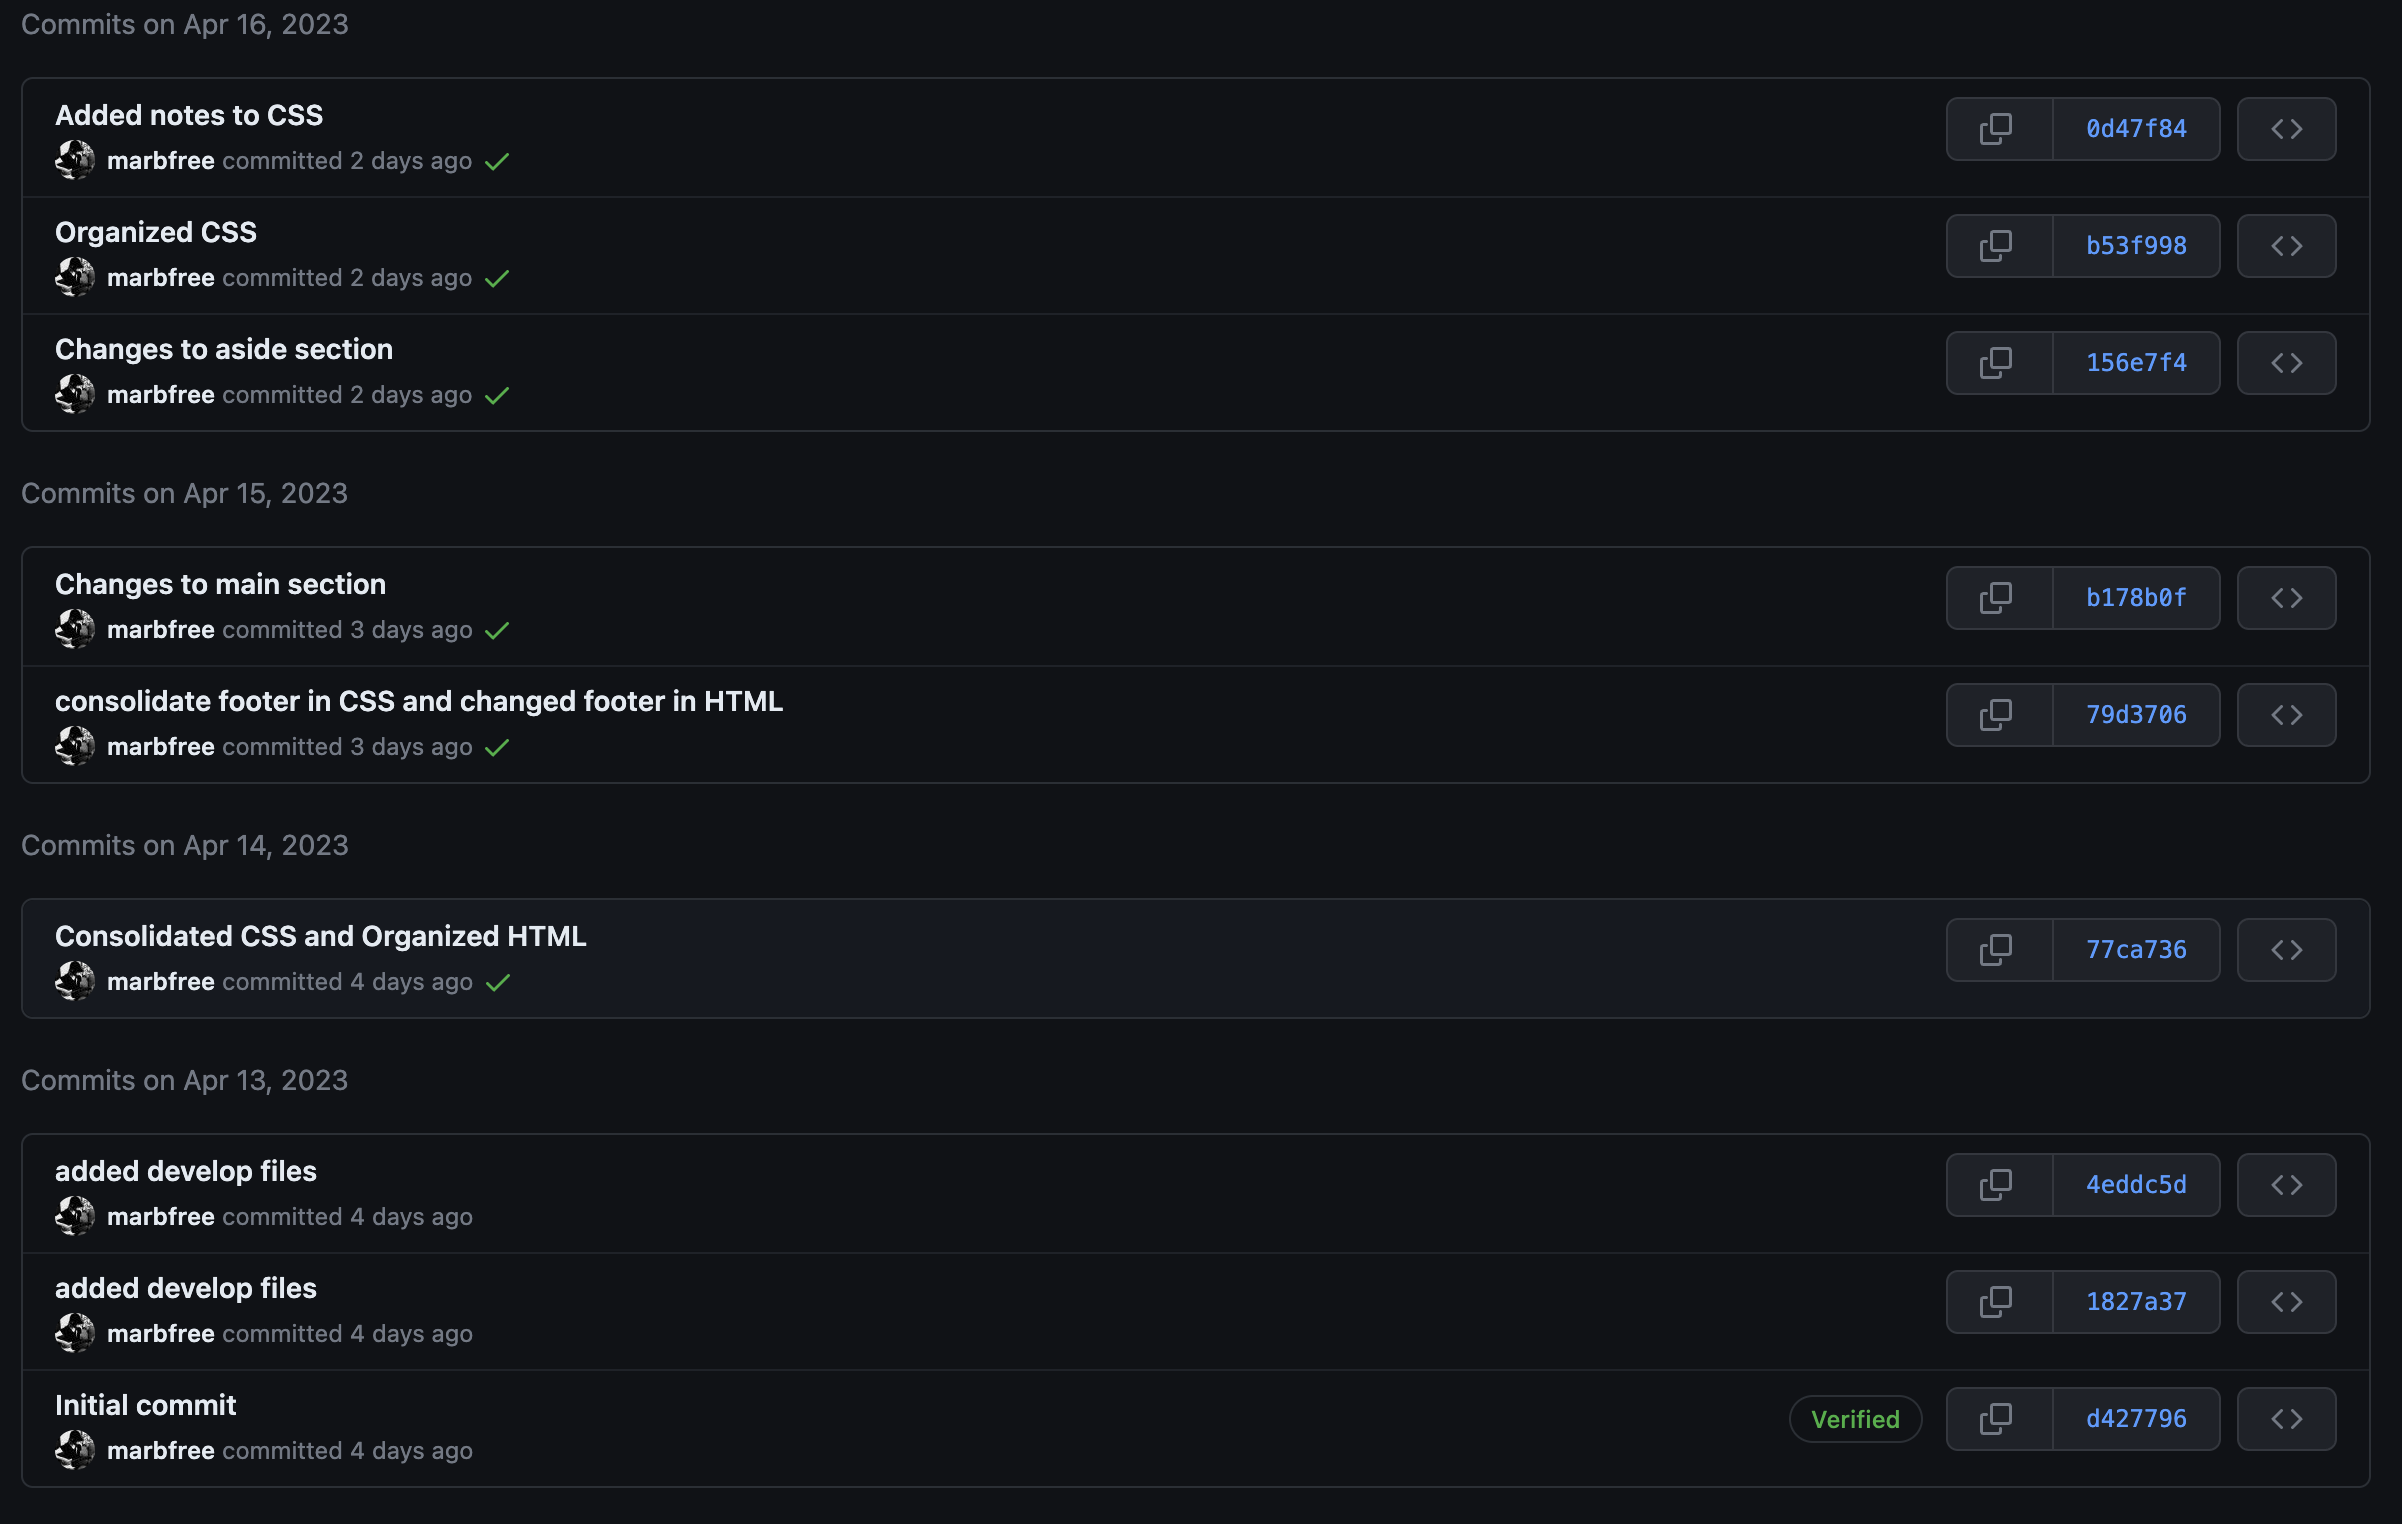 Commits on Apr 16, 2023
Added notes to CSS
marbfree committed 2 days ago
0d47f84
Organized CSS
marbfree committed 2 days ago
b53f998
Changes to aside section
marbfree committed 2 days ago
156e7f4
Commits on Apr 15, 2023
Changes to main section
marbfree committed 3 days ago
b178b0f
consolidate footer in CSS and changed footer in HTML
marbfree committed 3 days ago
79d3706
Commits on Apr 14, 2023
Consolidated CSS and Organized HTML
marbfree committed 4 days ago
77ca736
Commits on Apr 13, 2023
added develop files
marbfree committed 4 days ago
4eddc5d
added develop files
marbfree committed 4 days ago
1827a37
Initial commit
marbfree committed 4 days ago
Verified
d427796